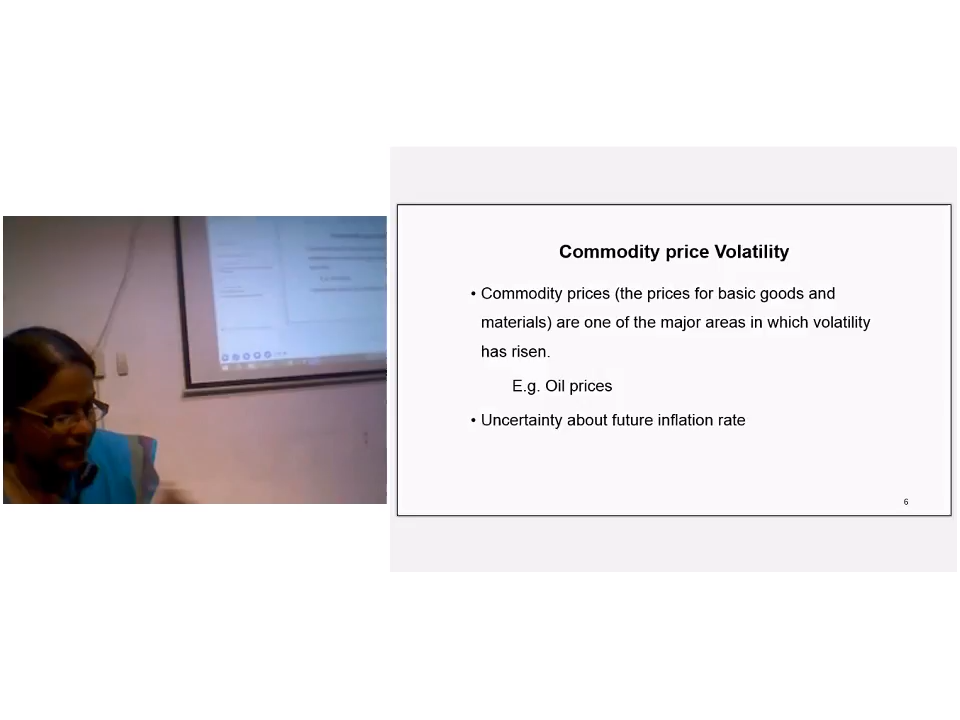 Commodity price Volatility
• Commodity prices (the prices for basic goods and
materials) are one of the major areas in which volatility
has risen.
E.g. Oil prices
• Uncertainty about future inflation rate
6